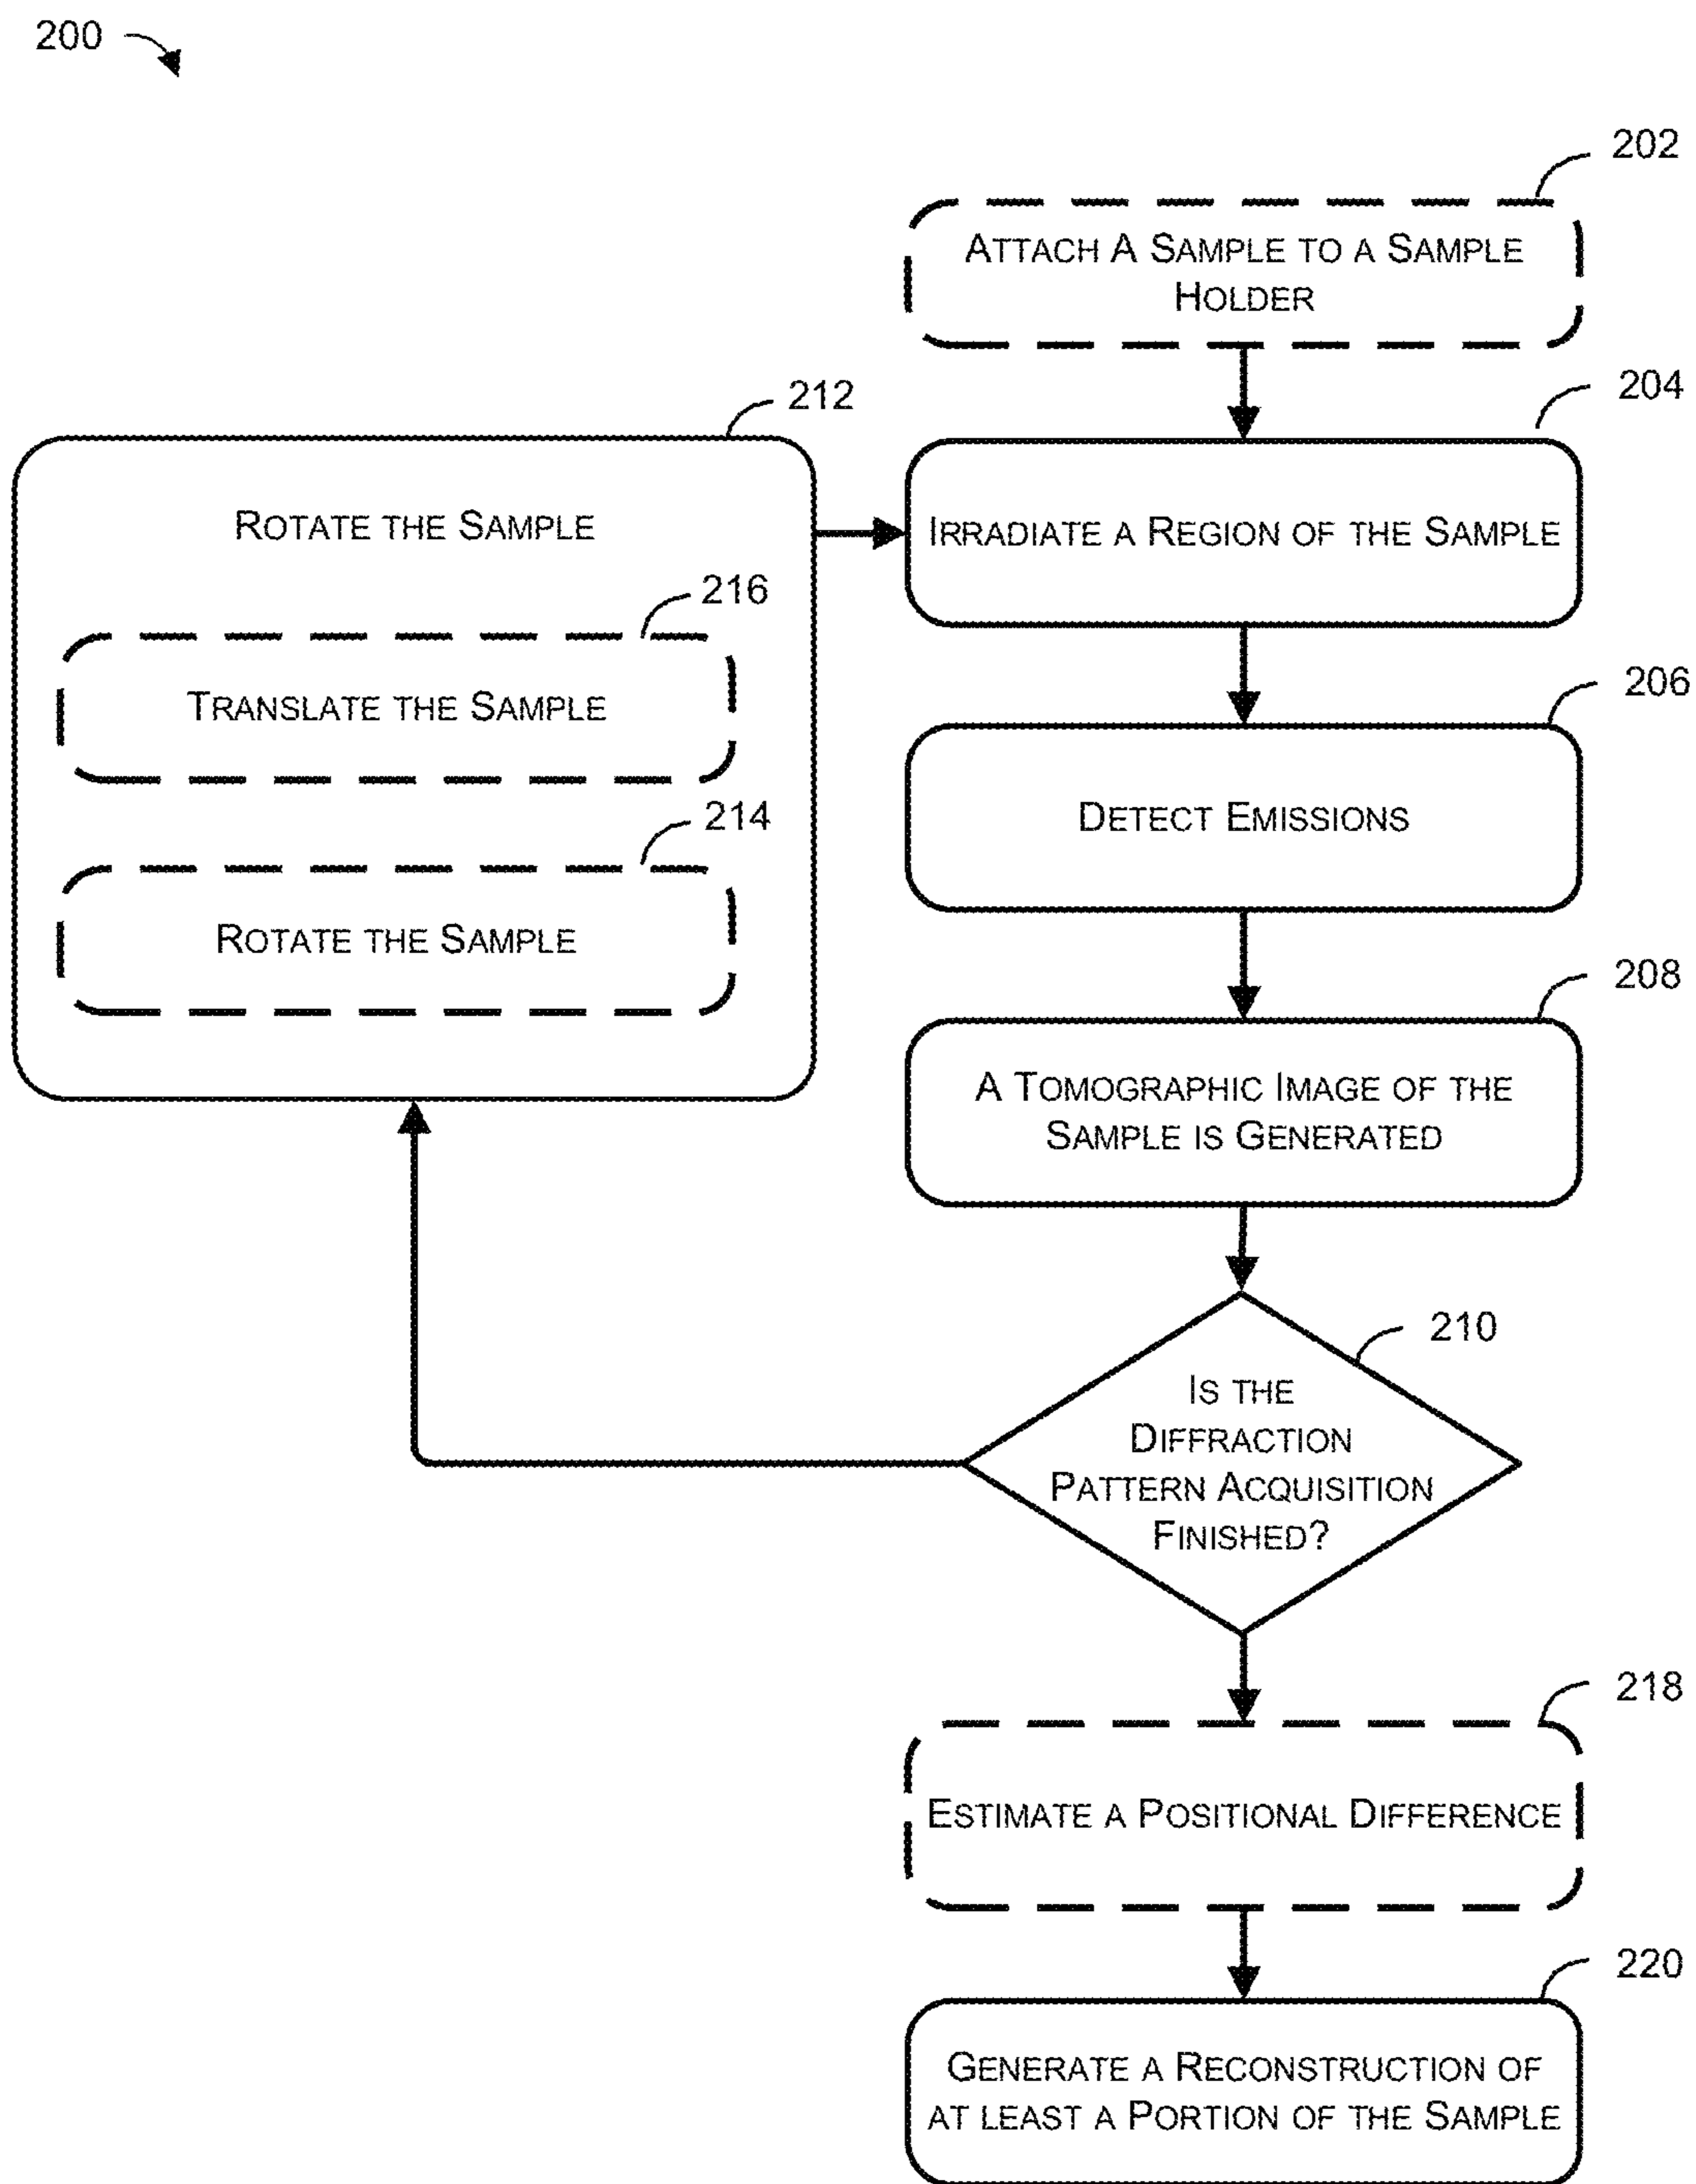 200
202
ATTACH A SAMPLE TO A SAMPLE
HOLDER
212
204
ROTATE THE SAMPLE
IRRADIATE A REGION OF THE SAMPLE
216
TRANSLATE THE SAMPLE
206
DETECT EMISSIONS
214
ROTATE THE SAMPLE
208
A TOMOGRAPHIC IMAGE OF THE
SAMPLE IS GENERATED
210
IS THE
DIFFRACTION
PATTERN ACQUISITION
FINISHED?
218
ESTIMATE A POSITIONAL DIFFERENCE
220
GENERATE A RECONSTRUCTION OF
AT LEAST A PORTION OF THE SAMPLE